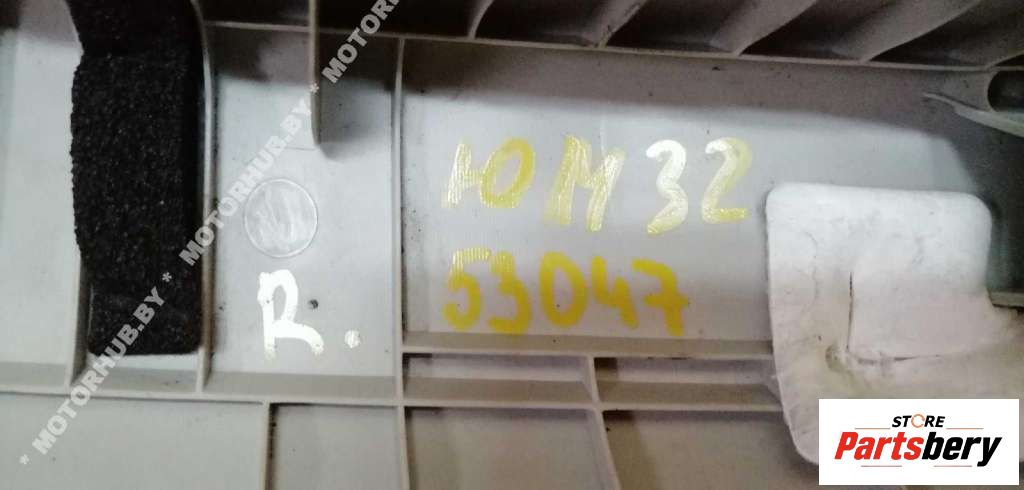 ЮМ32
53047
R.
* MOTORHUB.BY * MOTORHUB.BY * MOTOR
STORE
Partsbery